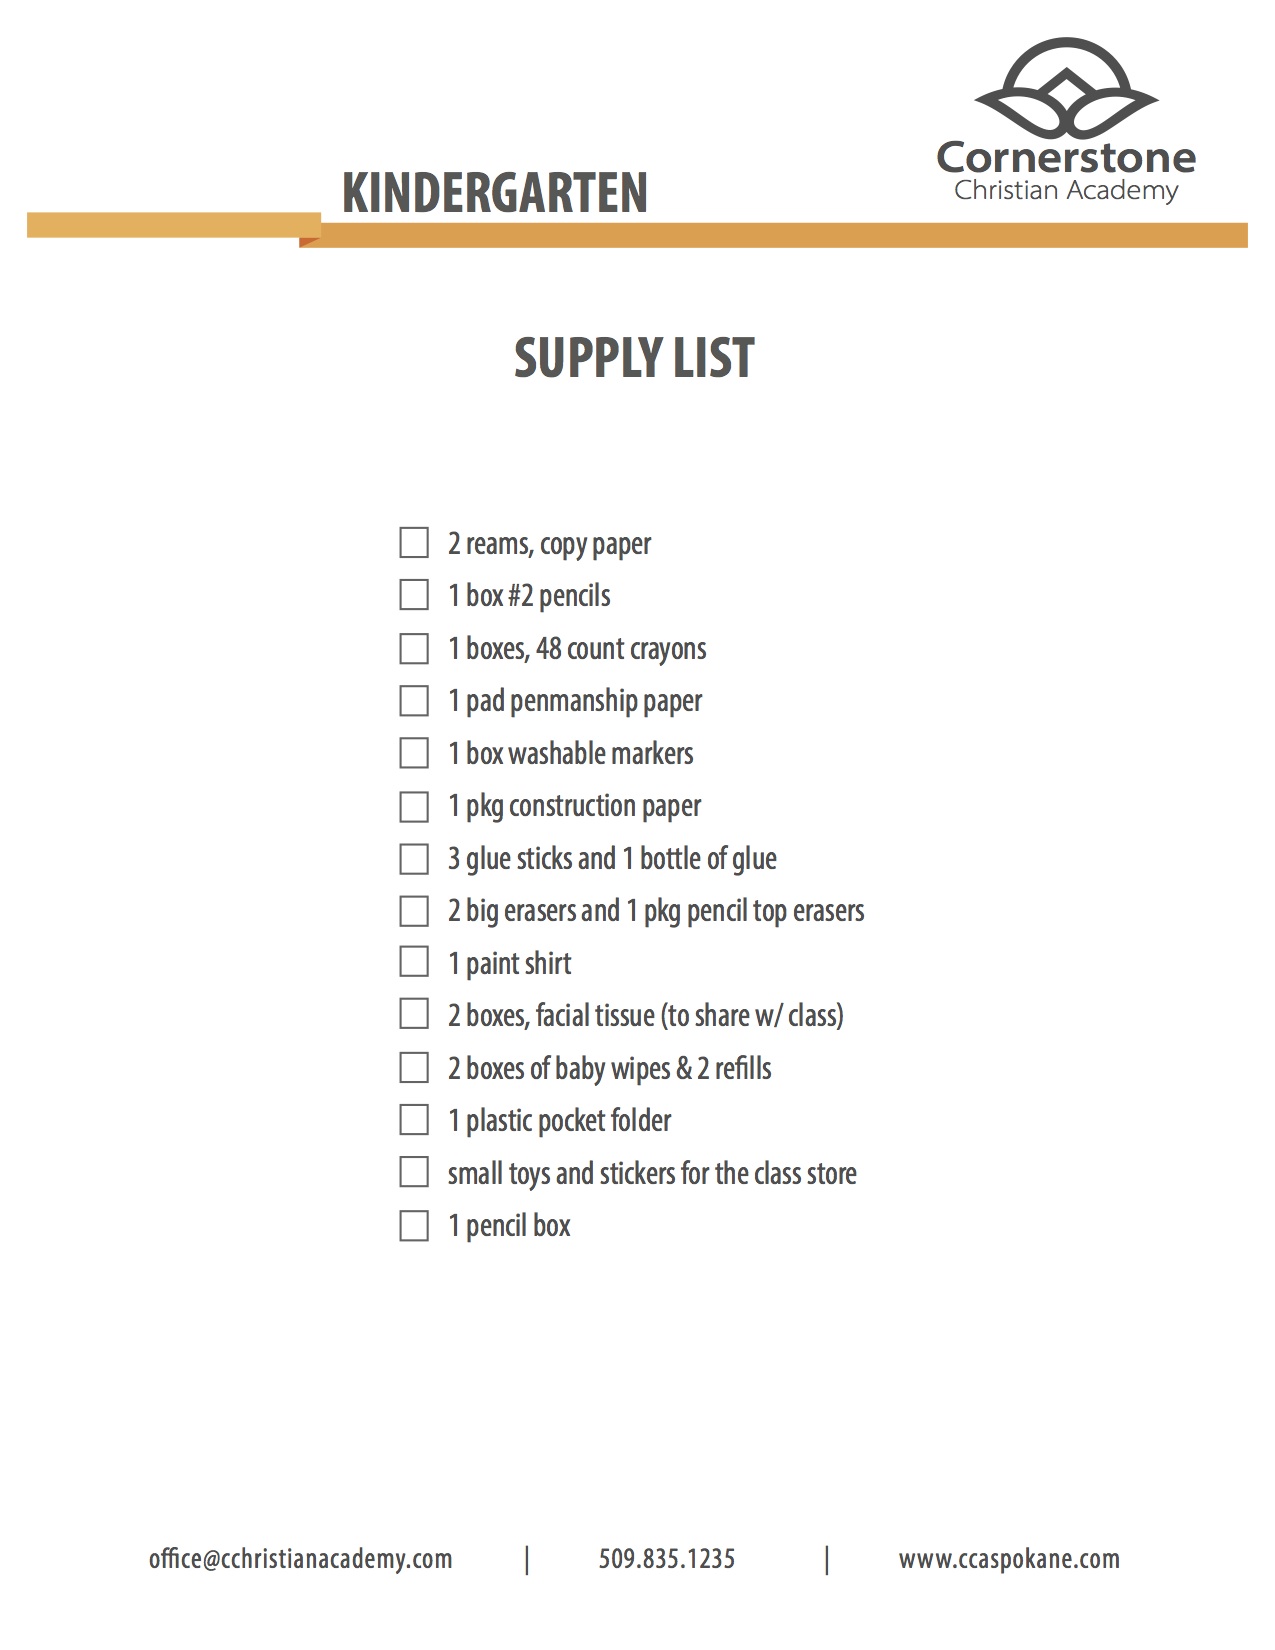 Cornerstone
Christian Academy
KINDERGARTEN
SUPPLY LIST
2 reams, copy paper
1 box #2 pencils
1 boxes, 48 count crayons
1 pad penmanship paper
1 box washable markers
1 pkg construction paper
3 glue sticks and 1 bottle of glue
2 big erasers and 1 pkg pencil top erasers
1 paint shirt
2 boxes, facial tissue (to share w/ class)
2 boxes of baby wipes & 2 refills
1 plastic pocket folder
small toys and stickers for the class store
1 pencil box
office@cchristianacademy.com | 509.835.1235 | www.ccaspokane.com